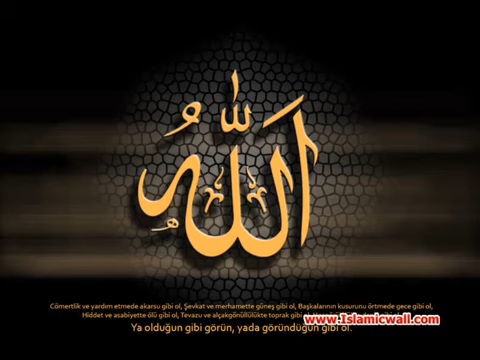 الله
Cömertlik ve yardım etmede akarsu gibi ol, Şevkat ve merhamette güneş gibi ol, Başkalarının kusurunu örtmede gece gibi ol,
Hiddet ve asabiyette ölü gibi ol, Tevazu ve alçakgönüllülükte toprak gibi ol,
www.Islamicwall.com
Ya olduğun gibi görün, yada göründüğün gibi ol.